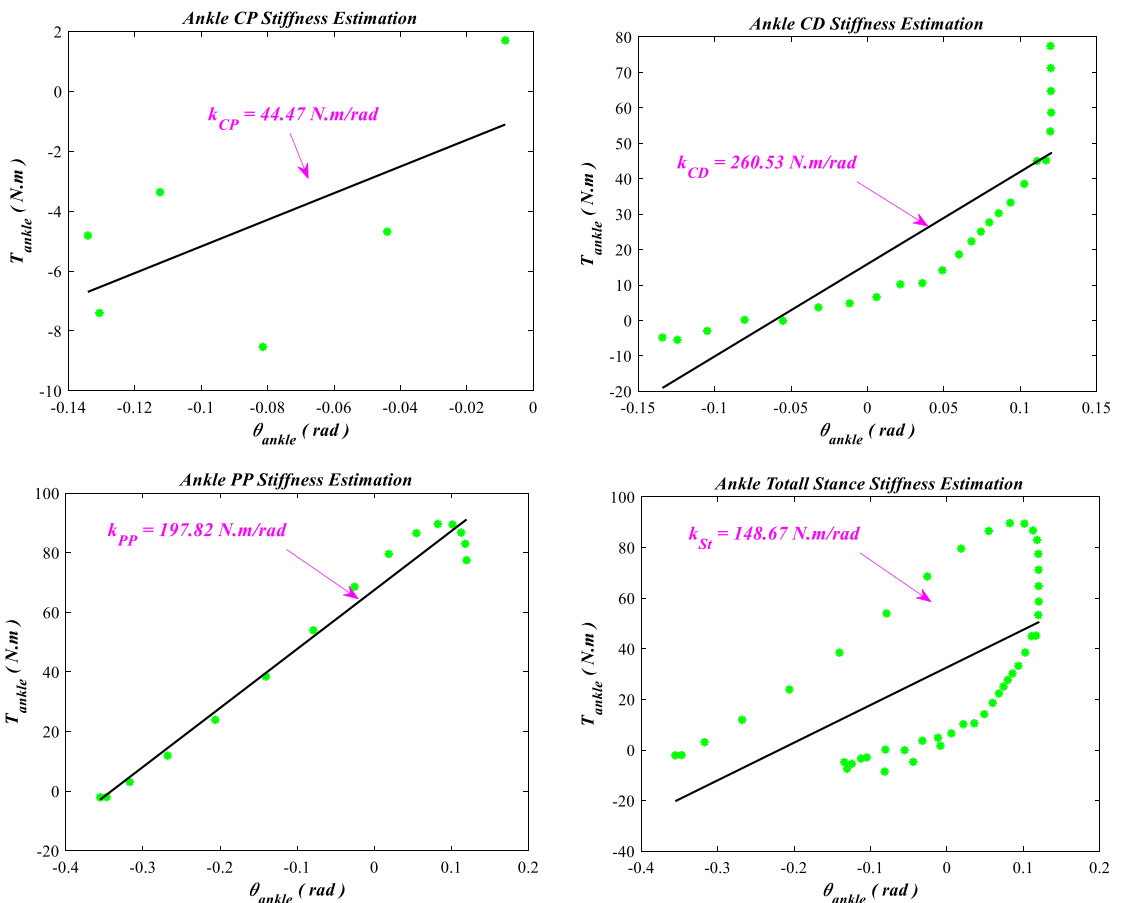 Ankle CP Stiffness Estimation
2
0
-2
-4
-6
-8
-10
T_ankle ( N.m )
k_CP = 44.47 N.m/rad
-0.14 -0.12 -0.1 -0.08 -0.06 -0.04 -0.02 0
θ_ankle ( rad )
Ankle CD Stiffness Estimation
80
70
60
50
40
30
20
10
0
-10
-20
T_ankle ( N.m )
k_CD = 260.53 N.m/rad
-0.15 -0.1 -0.05 0 0.05 0.1 0.15
θ_ankle ( rad )
Ankle PP Stiffness Estimation
100
80
60
40
20
0
-20
T_ankle ( N.m )
k_PP = 197.82 N.m/rad
-0.4 -0.3 -0.2 -0.1 0 0.1 0.2
θ_ankle ( rad )
Ankle Totall Stance Stiffness Estimation
100
80
60
40
20
0
-20
-40
T_ankle ( N.m )
k_St = 148.67 N.m/rad
-0.4 -0.3 -0.2 -0.1 0 0.1 0.2
θ_ankle ( rad )